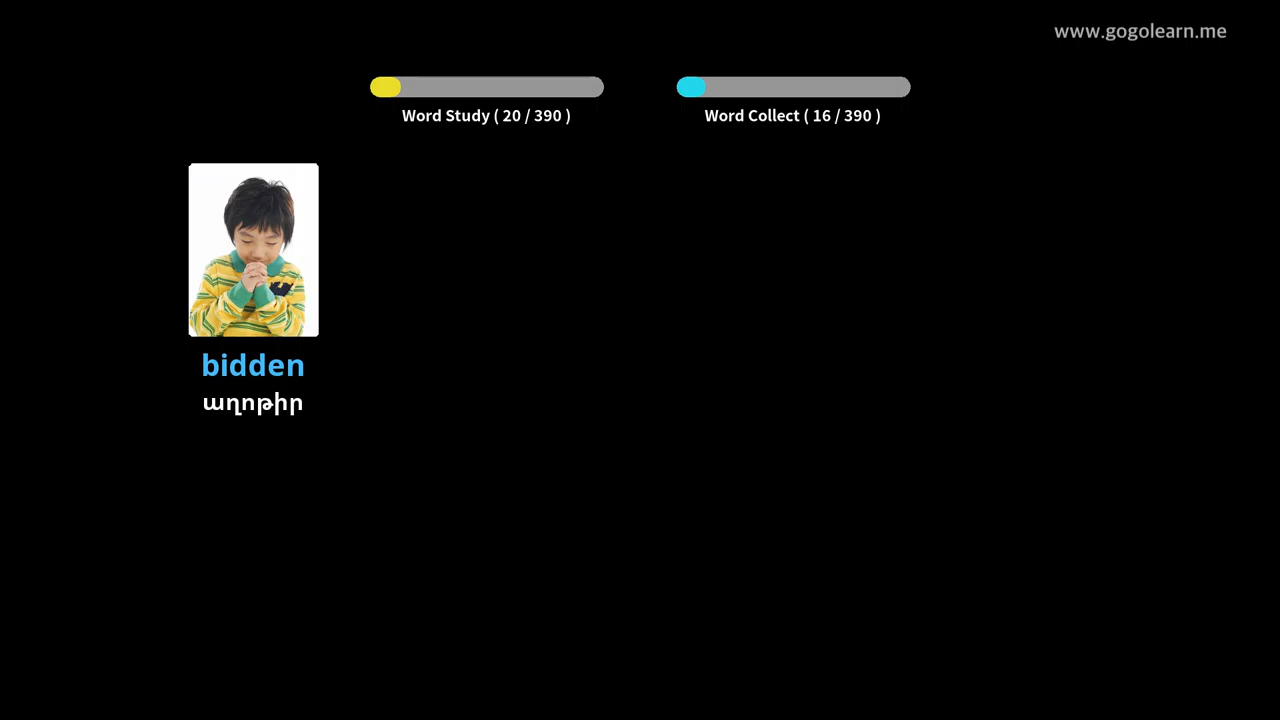 www.gogolearn.me
Word Study ( 20 / 390 )
Word Collect ( 16 / 390 )
bidden
աղոթիր